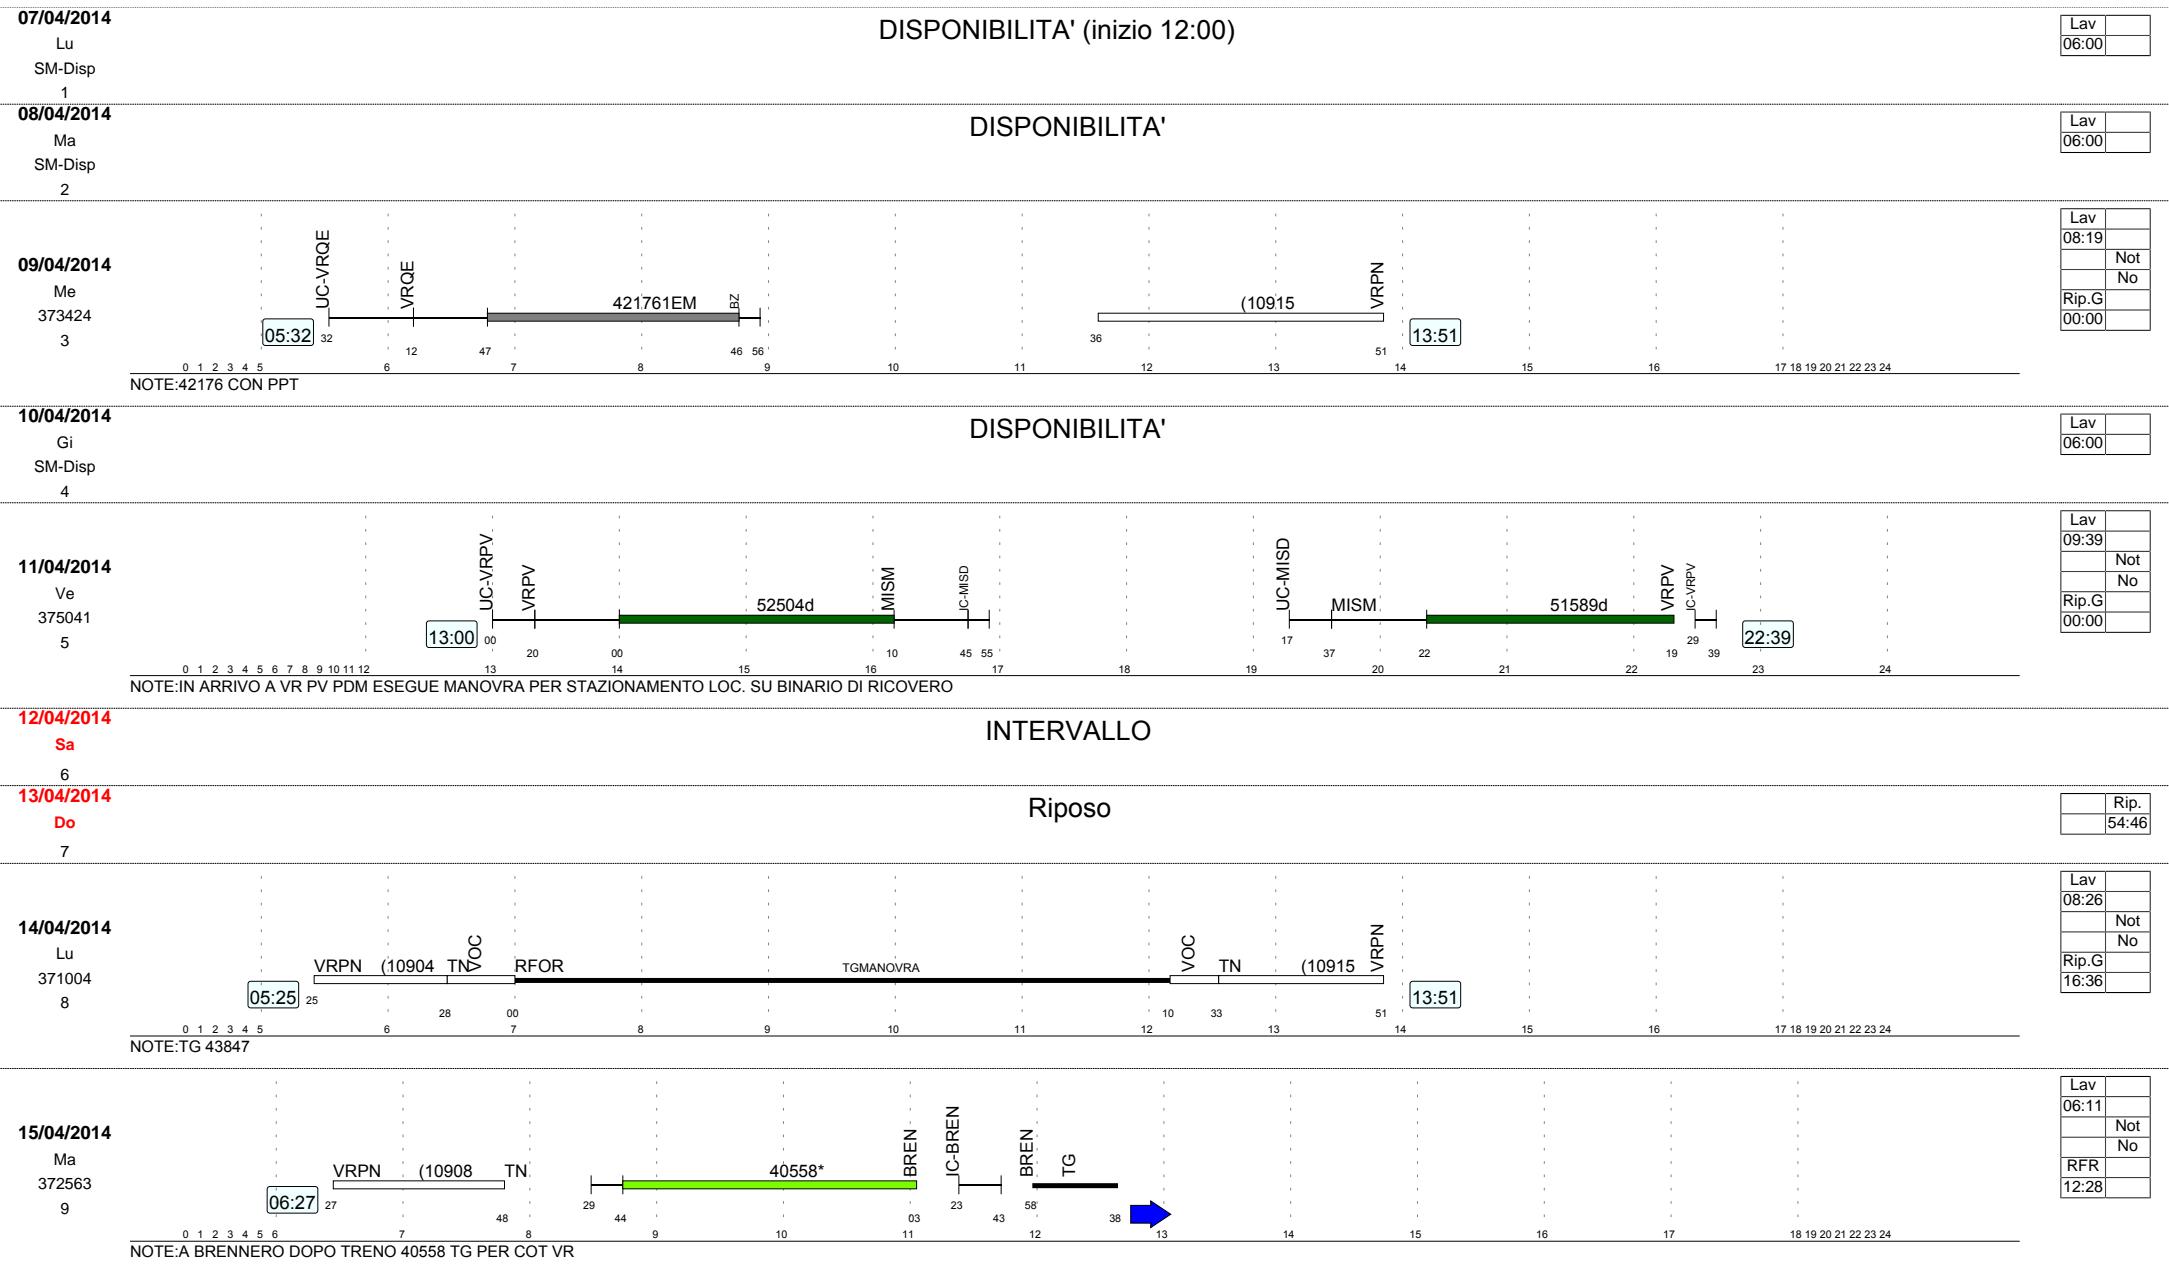 07/04/2014
Lu
SM-Disp
1
DISPONIBILITA' (inizio 12:00)
Lav
06:00
08/04/2014
Ma
SM-Disp
2
DISPONIBILITA'
Lav
06:00
09/04/2014
Me
373424
3
UC-VRQE
VRQE
421761EM
BZ
(10915
VRPN
05:32
32
12
47
46
56
36
51
13:51
0 1 2 3 4 5 6 7 8 9 10 11 12 13 14 15 16 17 18 19 20 21 22 23 24
NOTE:42176 CON PPT
Lav
08:19
Not
No
Rip.G
00:00
10/04/2014
Gi
SM-Disp
4
DISPONIBILITA'
Lav
06:00
11/04/2014
Ve
375041
5
UC-VRPV
VRPV
52504d
MISM
IC-MISD
UC-MISD
MISM
51589d
VRPV
IC-VRPV
13:00
00
20
00
10
45
55
17
37
22
19
29
39
22:39
0 1 2 3 4 5 6 7 8 9 10 11 12 13 14 15 16 17 18 19 20 21 22 23 24
NOTE:IN ARRIVO A VR PV PDM ESEGUE MANOVRA PER STAZIONAMENTO LOC. SU BINARIO DI RICOVERO
Lav
09:39
Not
No
Rip.G
00:00
12/04/2014
Sa
6
INTERVALLO
13/04/2014
Do
7
Riposo
Rip.
54:46
14/04/2014
Lu
371004
8
VRPN
(10904
TN
VOC
RFOR
TGMANOVRA
VOC
TN
(10915
VRPN
05:25
25
28
00
10
33
51
13:51
0 1 2 3 4 5 6 7 8 9 10 11 12 13 14 15 16 17 18 19 20 21 22 23 24
NOTE:TG 43847
Lav
08:26
Not
No
Rip.G
16:36
15/04/2014
Ma
372563
9
VRPN
(10908
TN
40558*
BREN
IC-BREN
BREN
TG
06:27
27
48
29
44
03
23
43
58
38
0 1 2 3 4 5 6 7 8 9 10 11 12 13 14 15 16 17 18 19 20 21 22 23 24
NOTE:A BRENNERO DOPO TRENO 40558 TG PER COT VR
Lav
06:11
Not
No
RFR
12:28